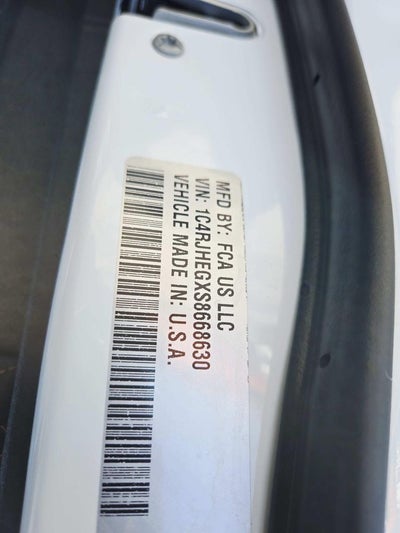 MFD BY: FCA US LLC
VIN: 1C4RJHEGXS8668630
VEHICLE MADE IN: U.S.A.